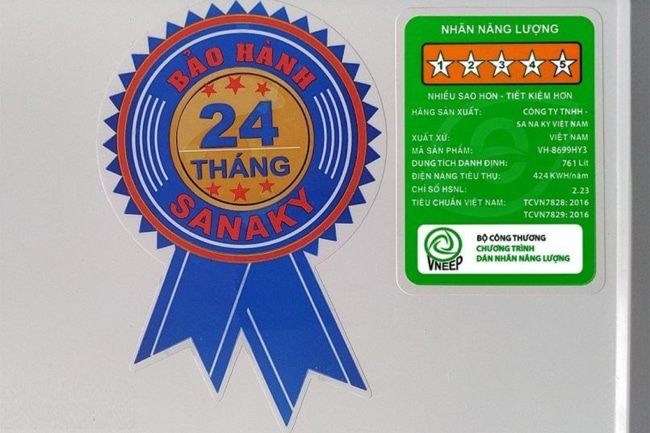 BẢO HÀNH
24
THÁNG
SANAKY
NHÃN NĂNG LƯỢNG
1 2 3 4 5
NHIỀU SAO HƠN - TIẾT KIỆM HƠN
HÃNG SẢN XUẤT: CÔNG TY TNHH -
SA NA KY VIỆT NAM
XUẤT XỨ: VIỆT NAM
MÃ SẢN PHẨM: VH-8699HY3
DUNG TÍCH DANH ĐỊNH: 761 Lít
ĐIỆN NĂNG TIÊU THỤ: 424 KWH/năm
CHỈ SỐ HSNL: 2.23
TIÊU CHUẨN VIỆT NAM: TCVN7828:2016
TCVN7829:2016
VNEEP
BỘ CÔNG THƯƠNG
CHƯƠNG TRÌNH
DÁN NHÃN NĂNG LƯỢNG